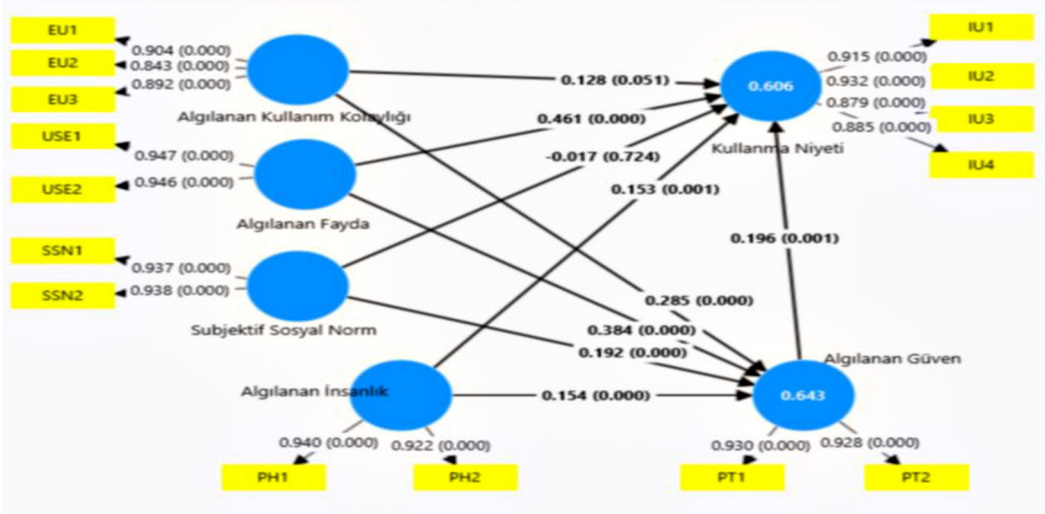 EU1
EU2
EU3
0.904 (0.000)
0.843 (0.000)
0.892 (0.000)
Algılanan Kullanım Kolaylığı
USE1
USE2
0.947 (0.000)
0.946 (0.000)
Algılanan Fayda
SSN1
SSN2
0.937 (0.000)
0.938 (0.000)
Subjektif Sosyal Norm
Algılanan İnsanlık
0.940 (0.000)
0.922 (0.000)
PH1
PH2
0.128 (0.051)
0.461 (0.000)
-0.017 (0.724)
0.153 (0.001)
0.196 (0.001)
0.285 (0.000)
0.384 (0.000)
0.192 (0.000)
0.154 (0.000)
0.606
Kullanma Niyeti
0.915 (0.000)
0.932 (0.000)
0.879 (0.000)
0.885 (0.000)
IU1
IU2
IU3
IU4
Algılanan Güven
0.643
0.930 (0.000)
0.928 (0.000)
PT1
PT2